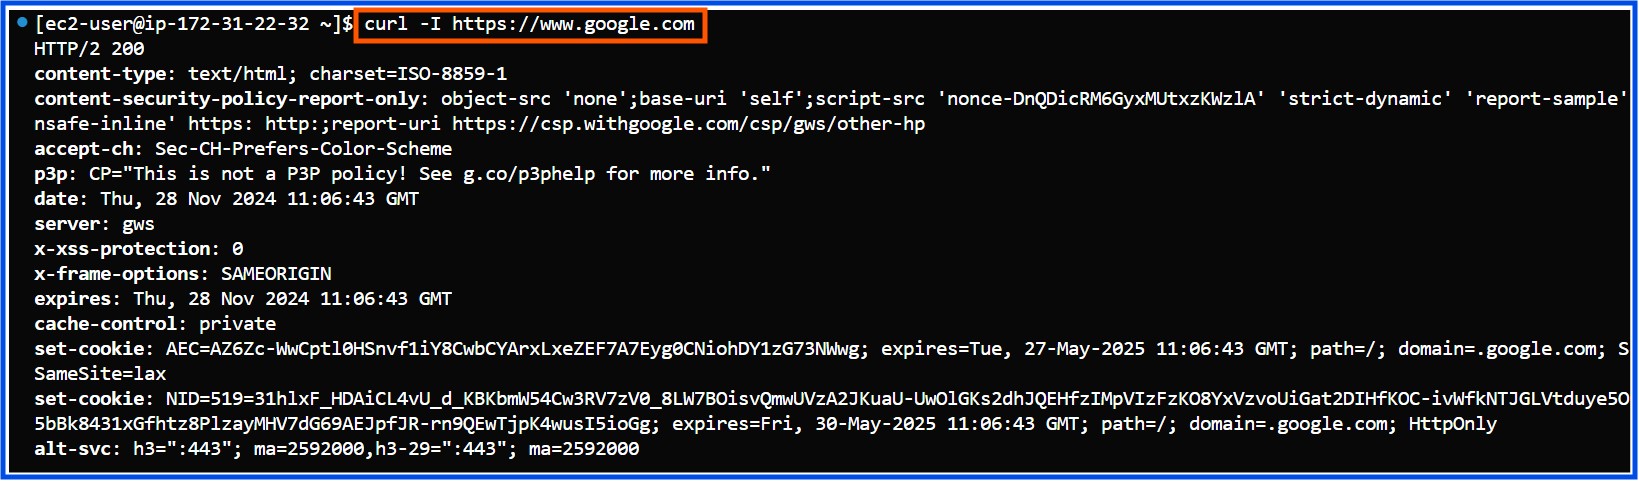 [ec2-user@ip-172-31-22-32 ~]$ curl -I https://www.google.com
HTTP/2 200
content-type: text/html; charset=ISO-8859-1
content-security-policy-report-only: object-src 'none';base-uri 'self';script-src 'nonce-DnQDicRM6GyxMUtxzKWzlA' 'strict-dynamic' 'report-sample'
nsafe-inline' https: http:;report-uri https://csp.withgoogle.com/csp/gws/other-hp
accept-ch: Sec-CH-Prefers-Color-Scheme
p3p: CP="This is not a P3P policy! See g.co/p3phelp for more info."
date: Thu, 28 Nov 2024 11:06:43 GMT
server: gws
x-xss-protection: 0
x-frame-options: SAMEORIGIN
expires: Thu, 28 Nov 2024 11:06:43 GMT
cache-control: private
set-cookie: AEC=AZ6Zc-WwCptl0HSnvf1iY8CwbCYArxLxeZEF7A7Eyg0CNiohDY1zG73NWwg; expires=Tue, 27-May-2025 11:06:43 GMT; path=/; domain=.google.com; S
SameSite=lax
set-cookie: NID=519=31hlxF_HDAiCL4vU_d_KBKbmW54Cw3RV7zV0_8LW7BOisvQmwUVzA2JKuaU-UwOlGKs2dhJQEHfzIMpVIzFzKO8YxVzvoUiGat2DIHfKOC-ivWfkNTJGLVtduye5O
5bBk8431xGfhtz8PlzayMHV7dG69AEJpfJR-rn9QEwTjpK4wusI5ioGg; expires=Fri, 30-May-2025 11:06:43 GMT; path=/; domain=.google.com; HttpOnly
alt-svc: h3=":443"; ma=2592000,h3-29=":443"; ma=2592000